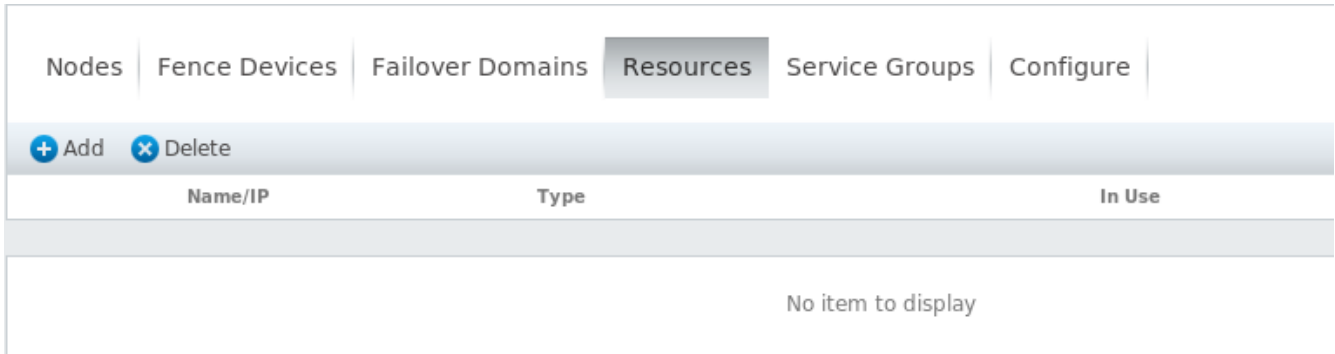 Nodes Fence Devices Failover Domains Resources Service Groups Configure
Add Delete
Name/IP Type In Use
No item to display